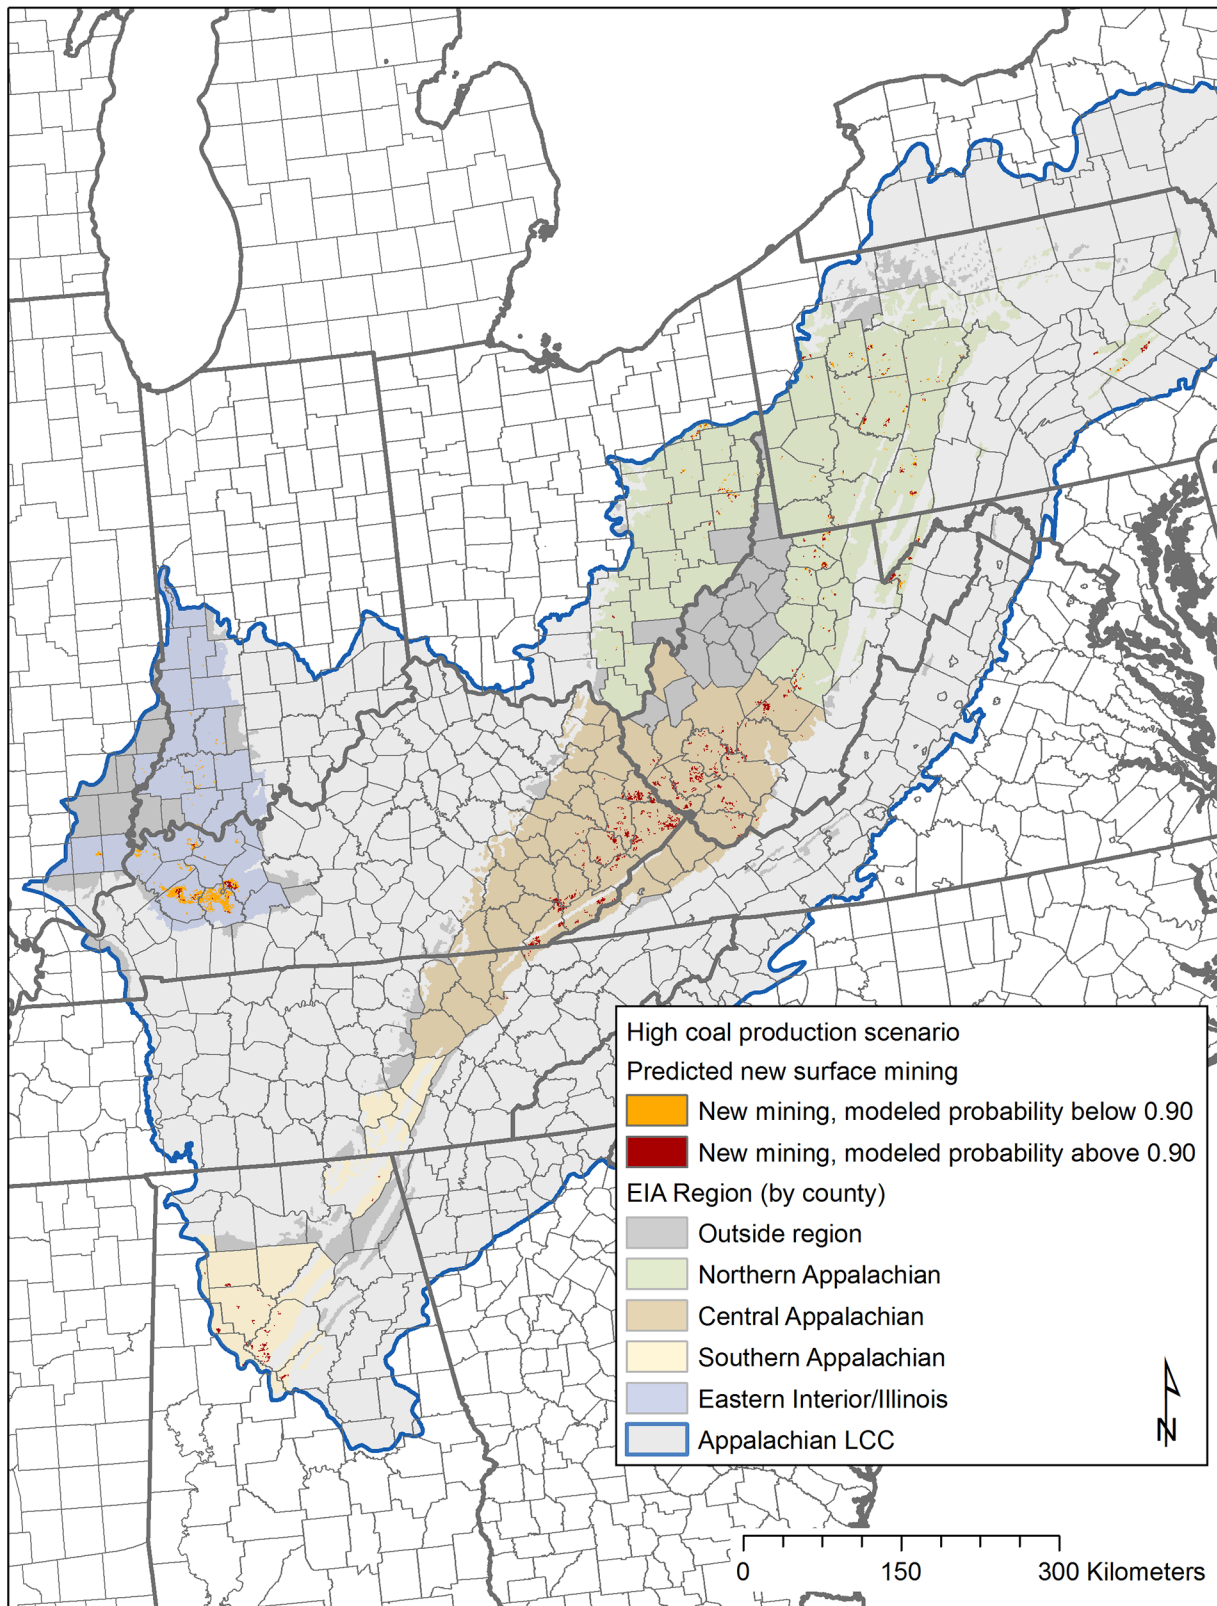 High coal production scenario
Predicted new surface mining
New mining, modeled probability below 0.90
New mining, modeled probability above 0.90
EIA Region (by county)
Outside region
Northern Appalachian
Central Appalachian
Southern Appalachian
Eastern Interior/Illinois
Appalachian LCC
N
0 150 300 Kilometers